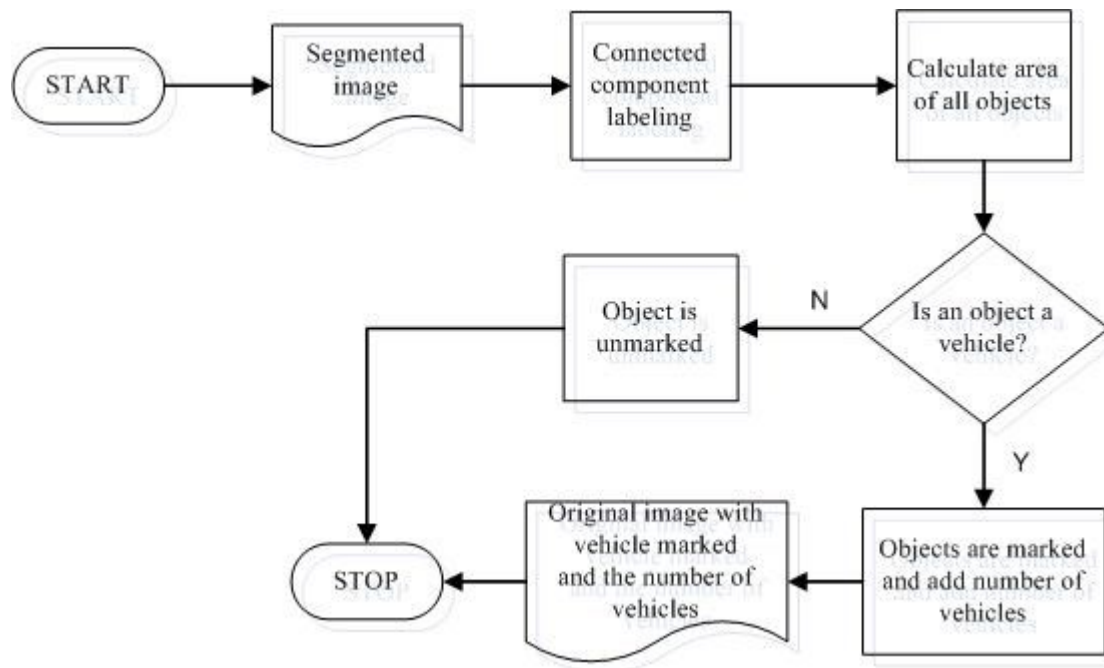 START
Segmented
image
Connected
component
labeling
Calculate area
of all objects
Is an object a
vehicle?
N
Object is
unmarked
Y
Objects are marked
and add number of
vehicles
Original image with
vehicle marked
and the number of
vehicles
STOP